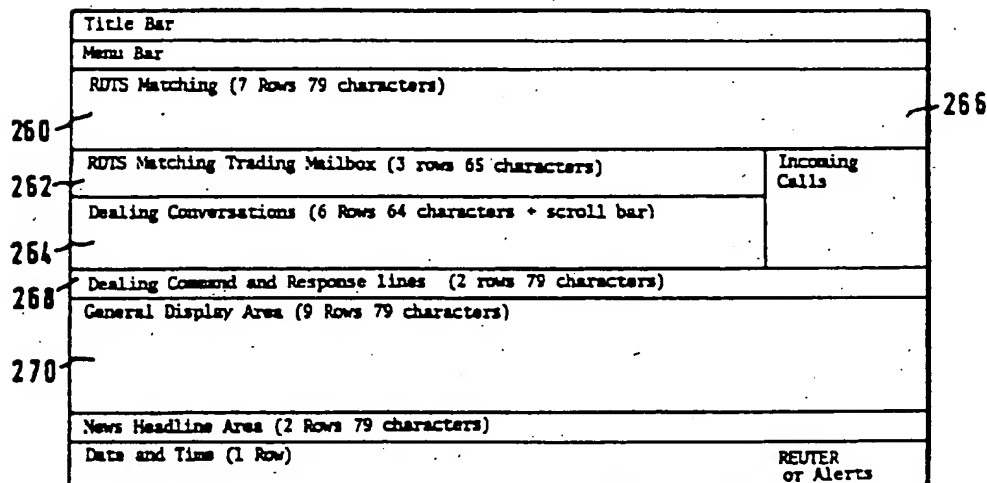 Title Bar
Menu Bar
RDTS Matching (7 Rows 79 characters)
260
266
RDTS Matching Trading Mailbox (3 rows 65 characters)
Incoming
Calls
262
Dealing Conversations (6 Rows 64 characters + scroll bar)
264
Dealing Command and Response lines (2 rows 79 characters)
268
General Display Area (9 Rows 79 characters)
270
News Headline Area (2 Rows 79 characters)
Date and Time (1 Row)
REUTER
or Alerts